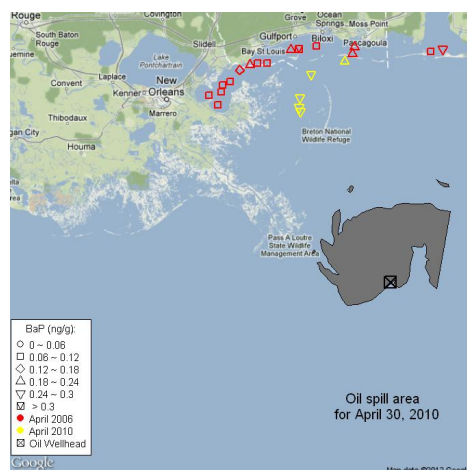 Rouge
Covington
Grove
Ocean Springs
Moss Point
South Baton Rouge
Slidell
Gulfport
Biloxi
Pascagoula
Bay St Louis
Lake Pontchartrain
Laplace
Convent
Kenner
New Orleans
Marrero
Thibodaux
Houma
Breton National
Wildlife Refuge
Pass A Loutre
State Wildlife
Management Area
BaP (ng/g)
0 ~ 0.06
0.06 ~ 0.12
0.12 ~ 0.18
0.18 ~ 0.24
0.24 ~ 0.3
> 0.3
April 2006
April 2010
Oil Wellhead
Oil spill area
for April 30, 2010
Google